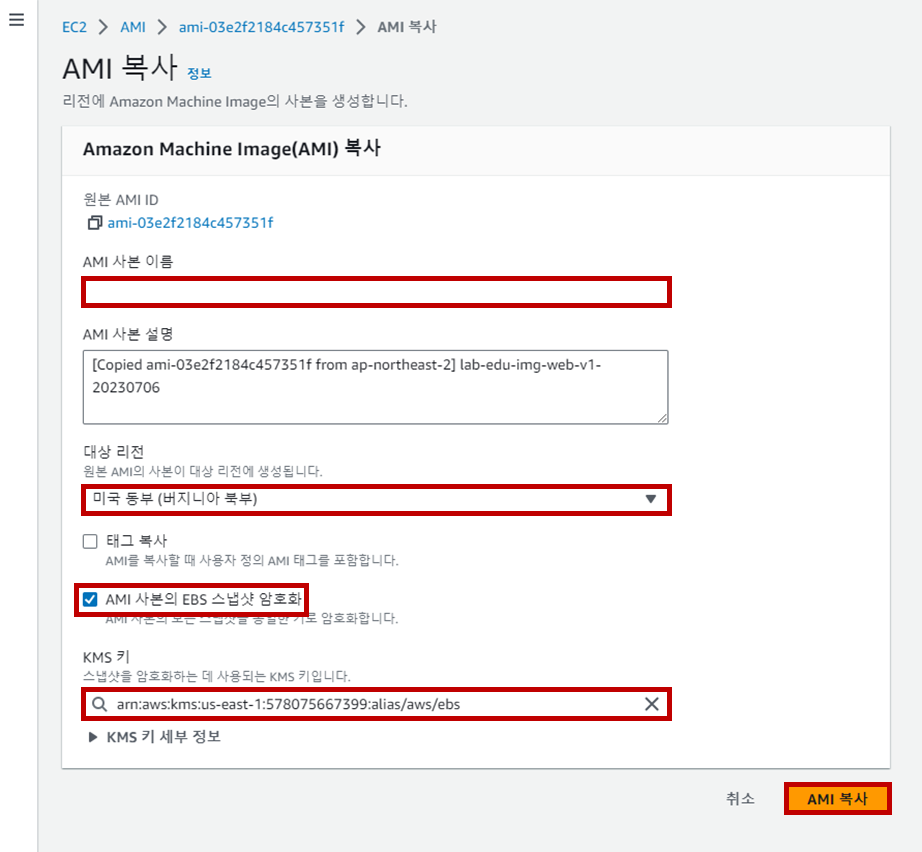 EC2 > AMI > ami-03e2f2184c457351f > AMI 복사
AMI 복사 정보
리전에 Amazon Machine Image의 사본을 생성합니다.
Amazon Machine Image(AMI) 복사
원본 AMI ID
ami-03e2f2184c457351f
AMI 사본 이름
AMI 사본 설명
[Copied ami-03e2f2184c457351f from ap-northeast-2] lab-edu-img-web-v1-
20230706
대상 리전
원본 AMI의 사본이 대상 리전에 생성됩니다.
미국 동부 (버지니아 북부)
태그 복사
AMI를 복사할 때 사용자 정의 AMI 태그를 포함합니다.
AMI 사본의 EBS 스냅샷 암호화
AMI 사본의 모든 스냅샷을 동일한 키로 암호화합니다.
KMS 키
스냅샷을 암호화하는 데 사용되는 KMS 키입니다.
arn:aws:kms:us-east-1:578075667399:alias/aws/ebs
KMS 키 세부 정보
취소
AMI 복사